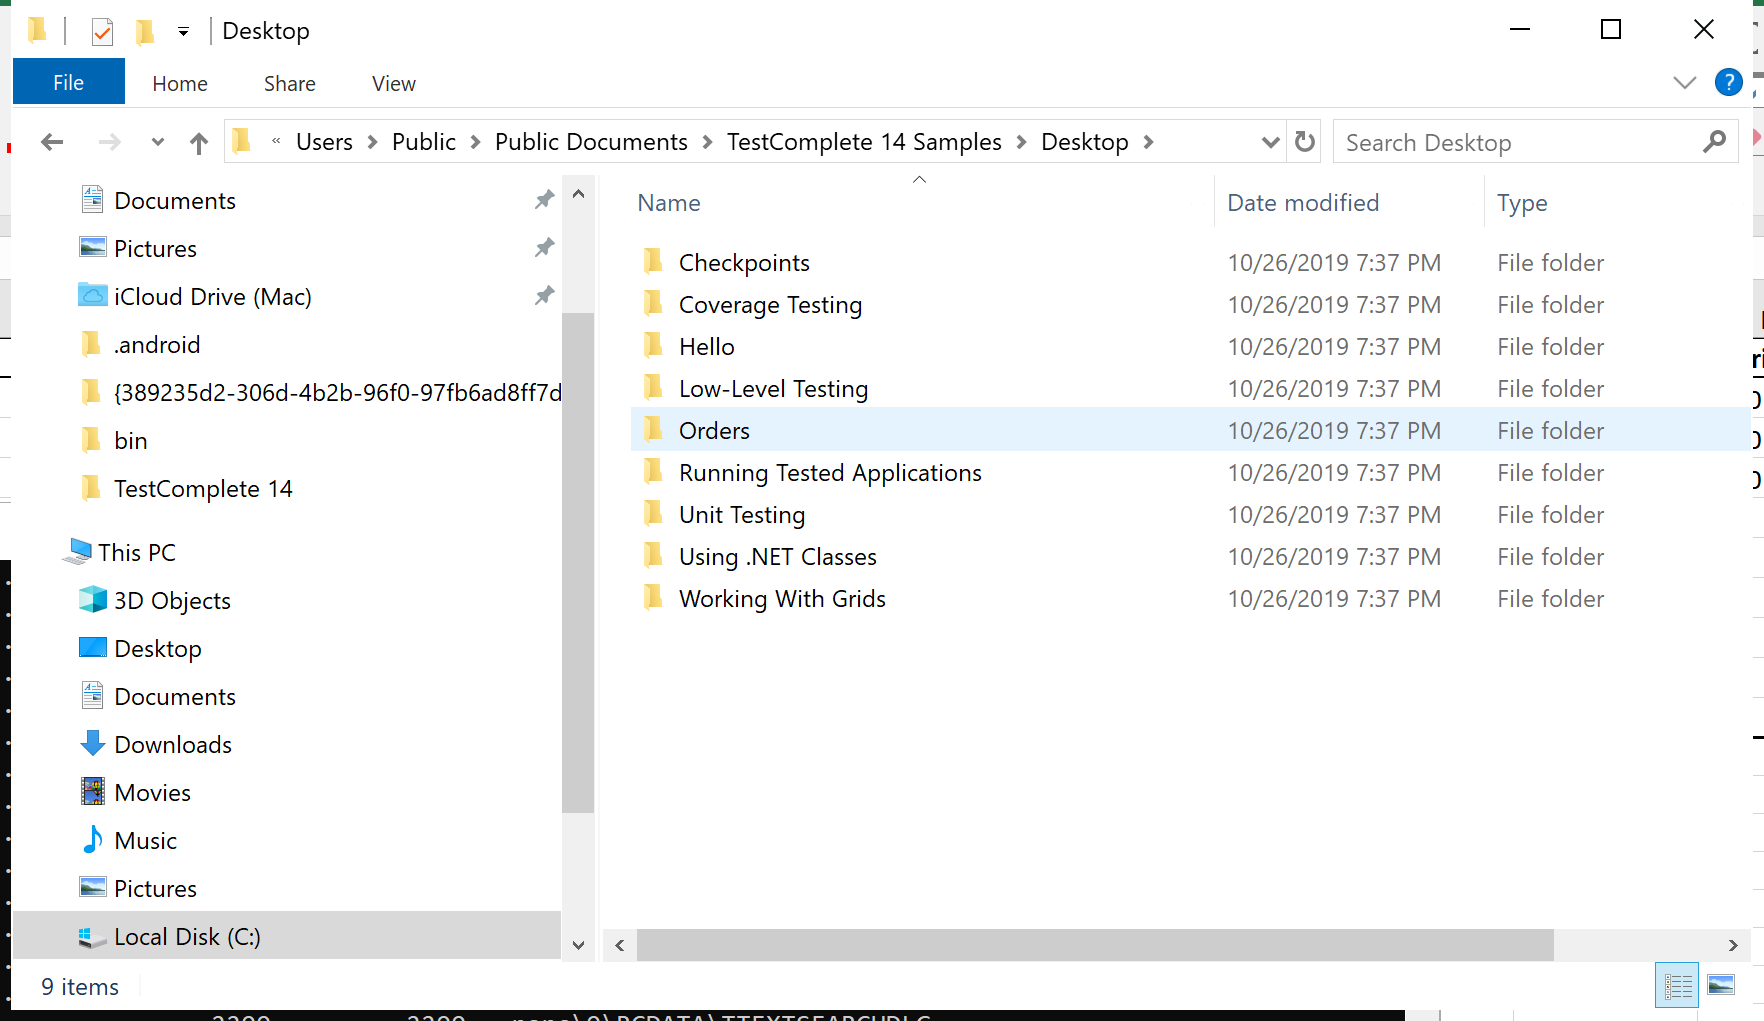 Desktop
File Home Share View ?
« Users > Public > Public Documents > TestComplete 14 Samples > Desktop > Search Desktop
Documents
Pictures
iCloud Drive (Mac)
.android
{389235d2-306d-4b2b-96f0-97fb6ad8ff7d
bin
TestComplete 14
This PC
3D Objects
Desktop
Documents
Downloads
Movies
Music
Pictures
Local Disk (C:)
Name Date modified Type
Checkpoints 10/26/2019 7:37 PM File folder
Coverage Testing 10/26/2019 7:37 PM File folder
Hello 10/26/2019 7:37 PM File folder
Low-Level Testing 10/26/2019 7:37 PM File folder
Orders 10/26/2019 7:37 PM File folder
Running Tested Applications 10/26/2019 7:37 PM File folder
Unit Testing 10/26/2019 7:37 PM File folder
Using .NET Classes 10/26/2019 7:37 PM File folder
Working With Grids 10/26/2019 7:37 PM File folder
9 items